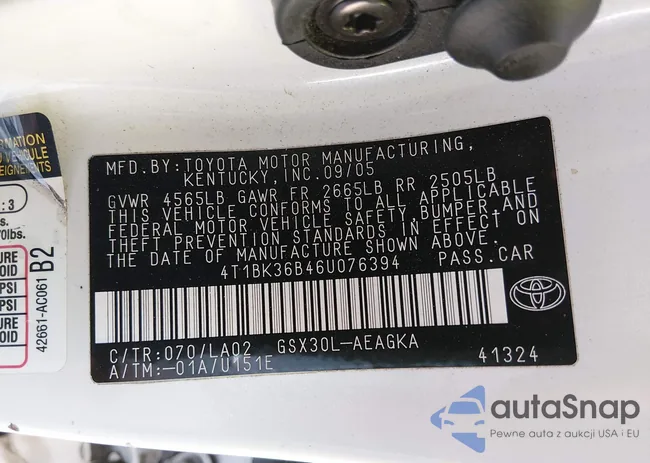 MFD.BY:TOYOTA MOTOR MANUFACTURING,
KENTUCKY,INC.09/05
GVWR 4565LB GAWR FR 2665LB RR 2505LB
THIS VEHICLE CONFORMS TO ALL APPLICABLE
FEDERAL MOTOR VEHICLE SAFETY,BUMPER,AND
THEFT PREVENTION STANDARDS IN EFFECT ON
THE DATE OF MANUFACTURE SHOWN ABOVE.
4T1BK36B46U076394 PASS.CAR
C/TR:070/LA02 GSX30L-AEAGKA
A/TM:-01A/U151E 41324
TOYOTA
42661-AC061 B2
PSI
PSI
autaSnap
Pewne auta z aukcji USA i EU